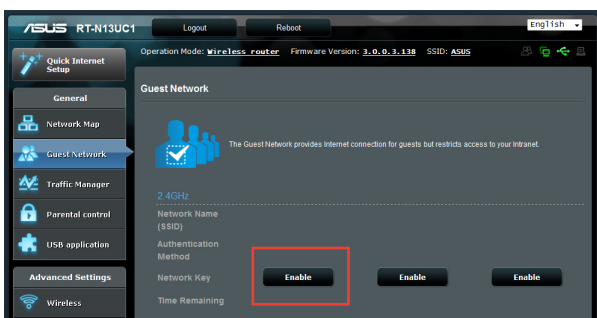 ASUS RT-N13UC1 Logout Reboot English
Operation Mode: Wireless router Firmware Version: 3.0.0.3.138 SSID: ASUS
Quick Internet
Setup
General
Network Map
Guest Network
Traffic Manager
Parental control
USB application
Advanced Settings
Wireless
Guest Network
The Guest Network provides Internet connection for guests but restricts access to your Intranet.
2.4GHz
Network Name
(SSID)
Authentication
Method
Network Key Enable Enable Enable
Time Remaining